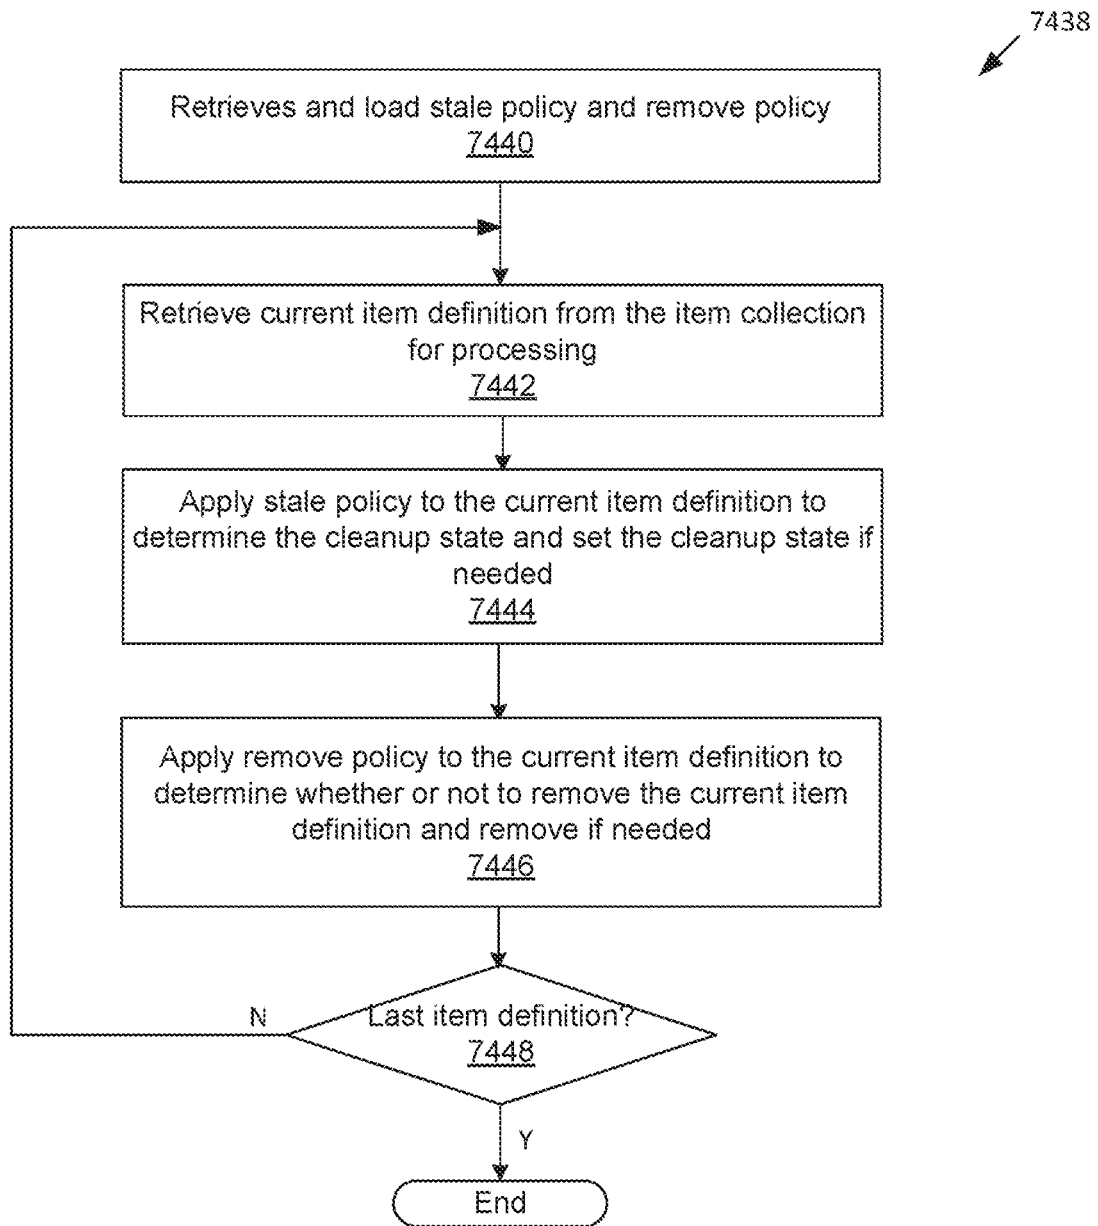 7438
Retrieves and load stale policy and remove policy
7440
Retrieve current item definition from the item collection
for processing
7442
Apply stale policy to the current item definition to
determine the cleanup state and set the cleanup state if
needed
7444
Apply remove policy to the current item definition to
determine whether or not to remove the current item
definition and remove if needed
7446
N
Last item definition?
7448
Y
End